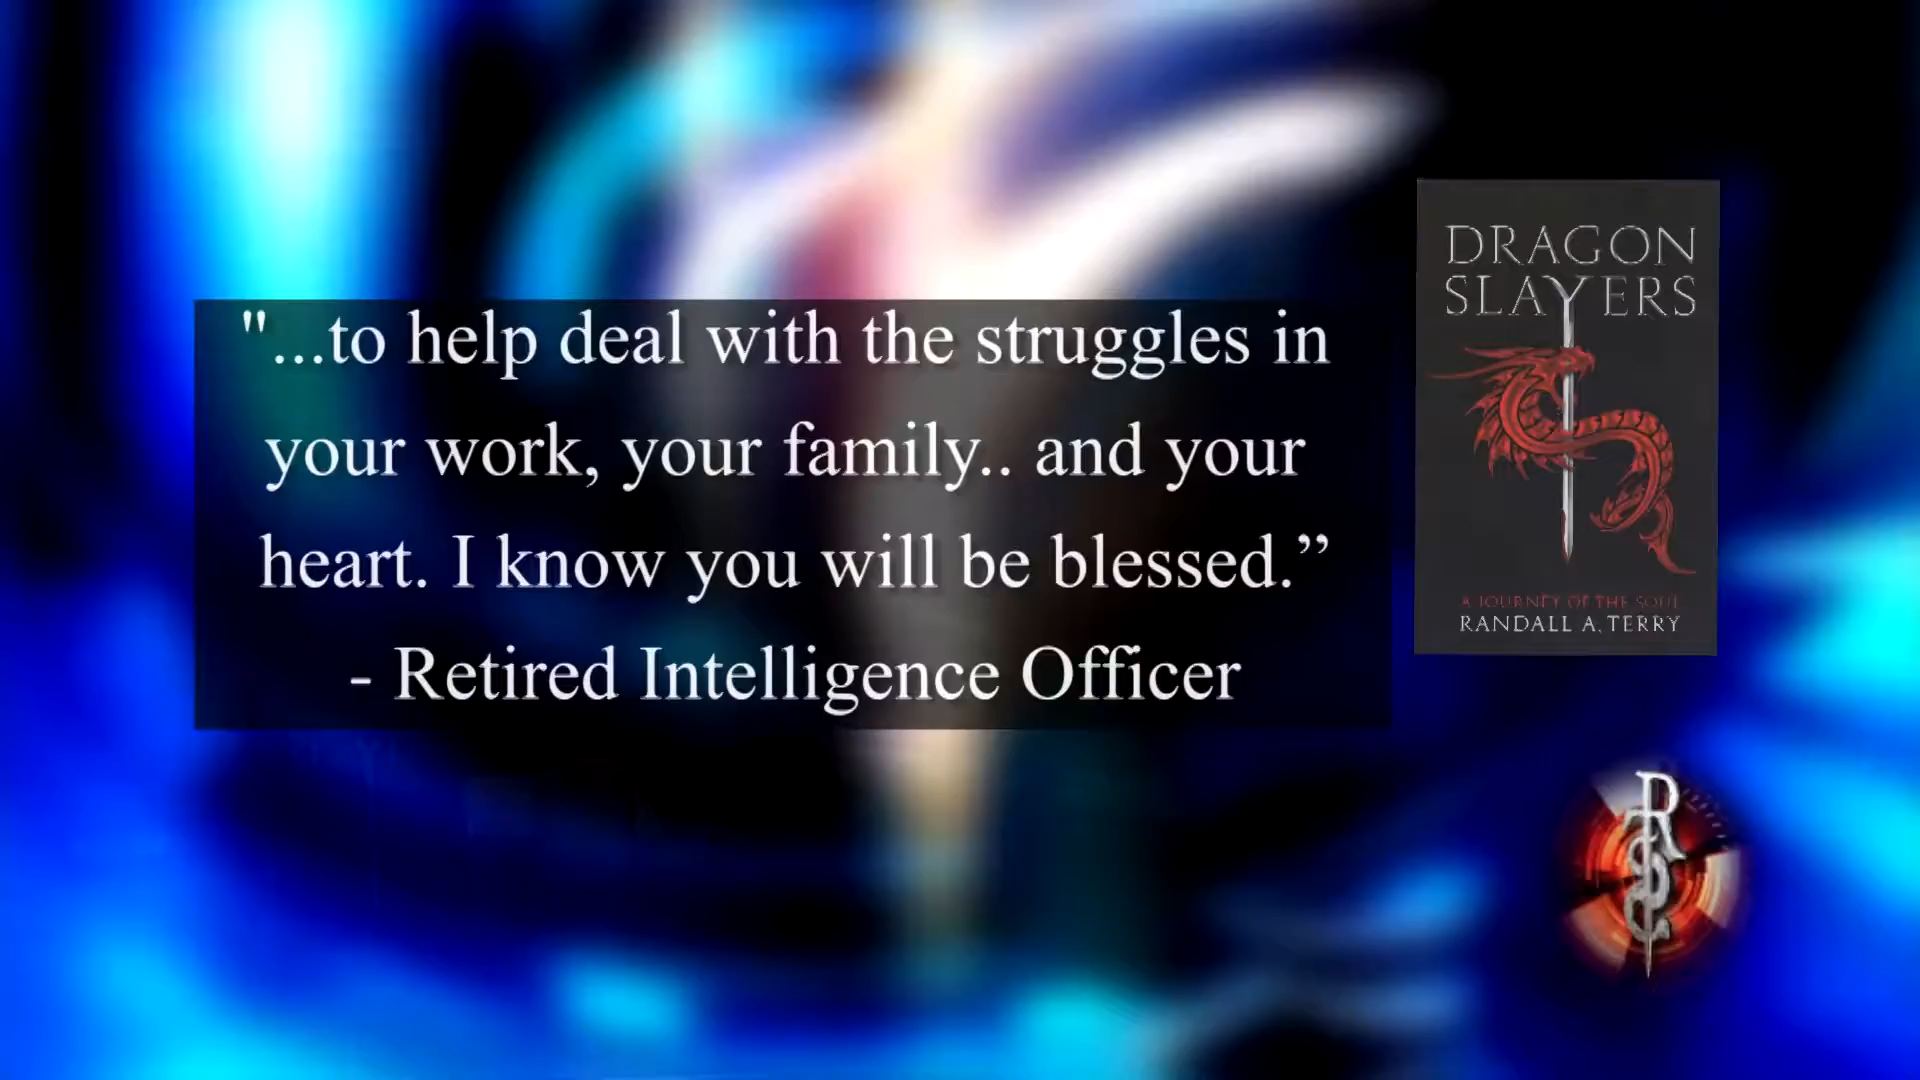 "...to help deal with the struggles in
your work, your family.. and your
heart. I know you will be blessed.”
- Retired Intelligence Officer
DRAGON
SLAYERS
A JOURNEY OF THE SOUL
RANDALL A. TERRY